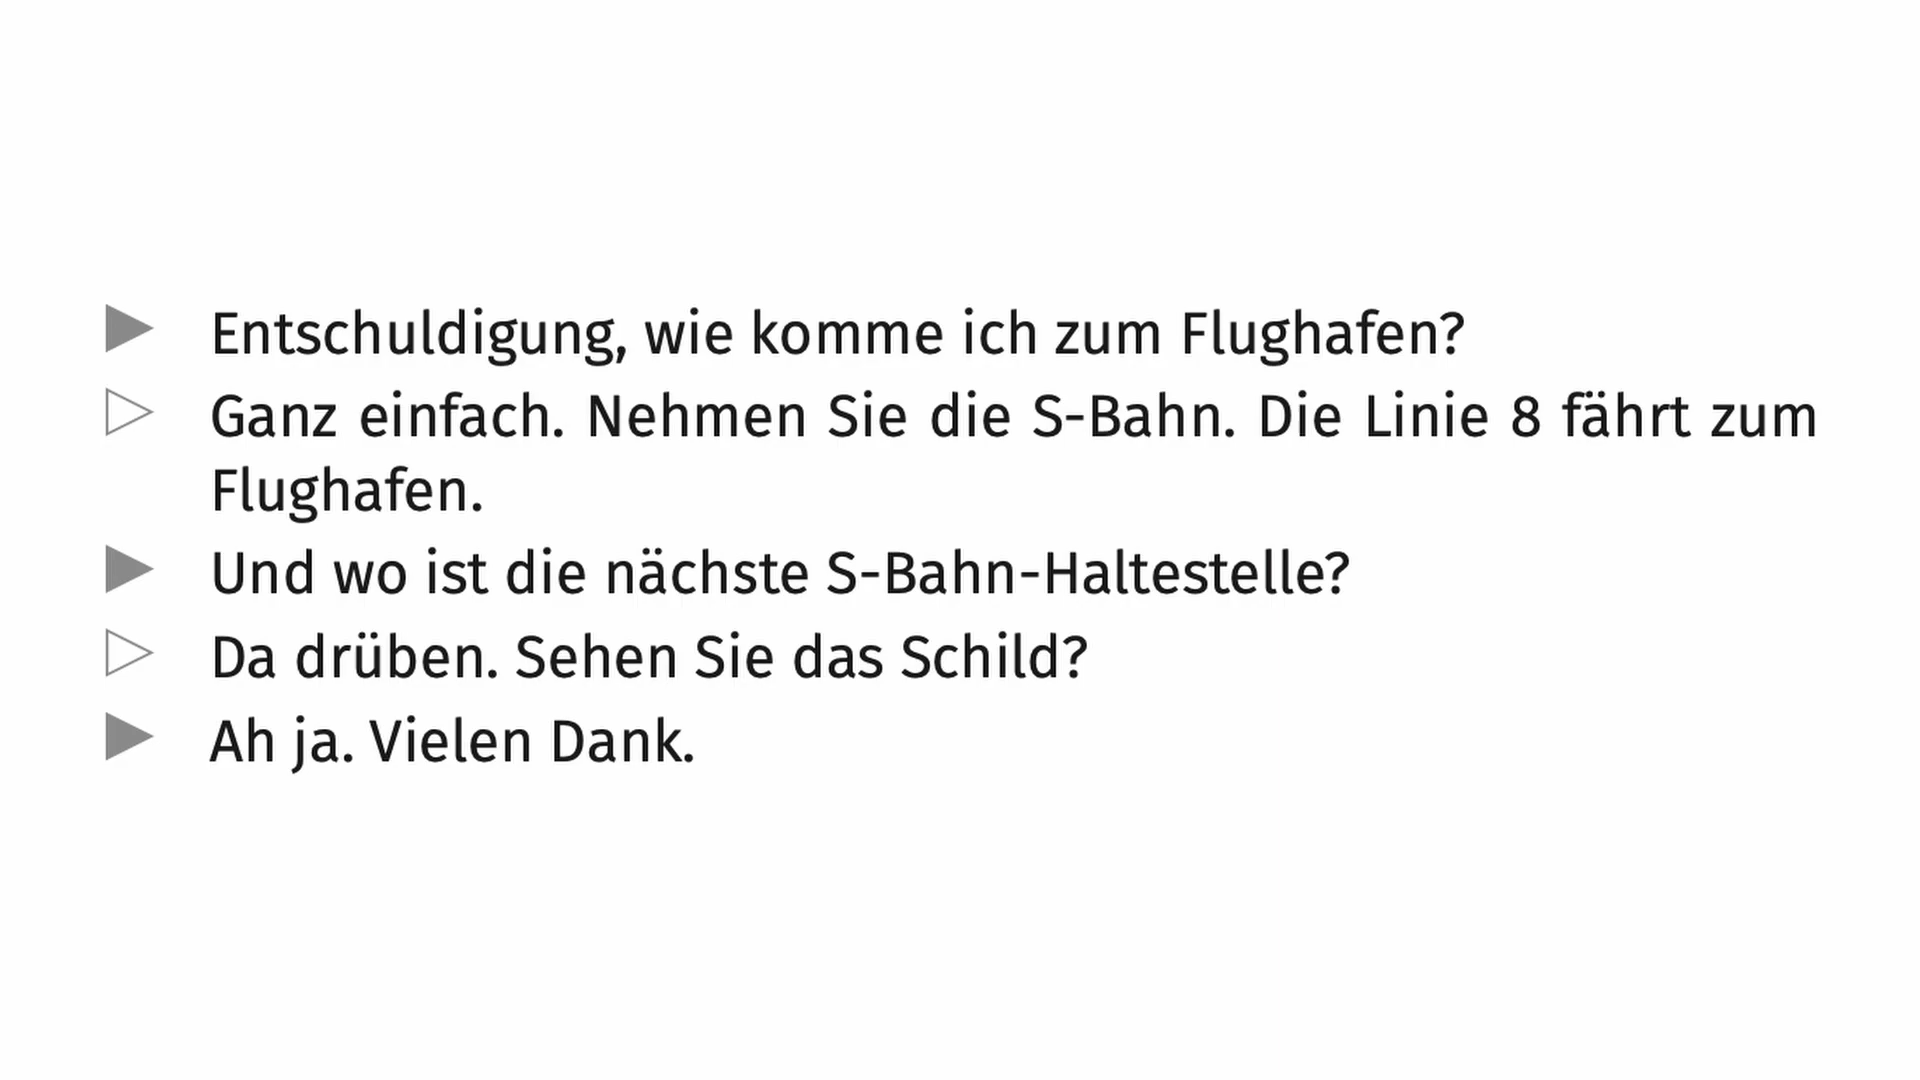 Entschuldigung, wie komme ich zum Flughafen?
Ganz einfach. Nehmen Sie die S-Bahn. Die Linie 8 fährt zum
Flughafen.
Und wo ist die nächste S-Bahn-Haltestelle?
Da drüben. Sehen Sie das Schild?
Ah ja. Vielen Dank.